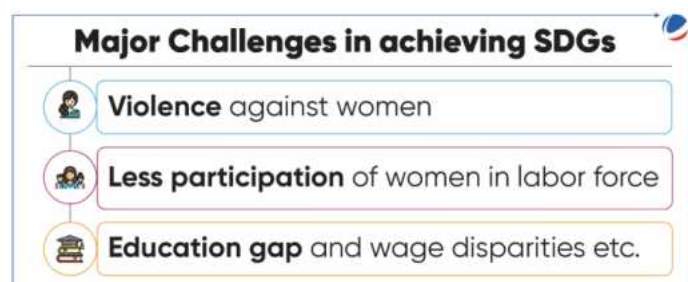 Major Challenges in achieving SDGs
Violence against women
Less participation of women in labor force
Education gap and wage disparities etc.